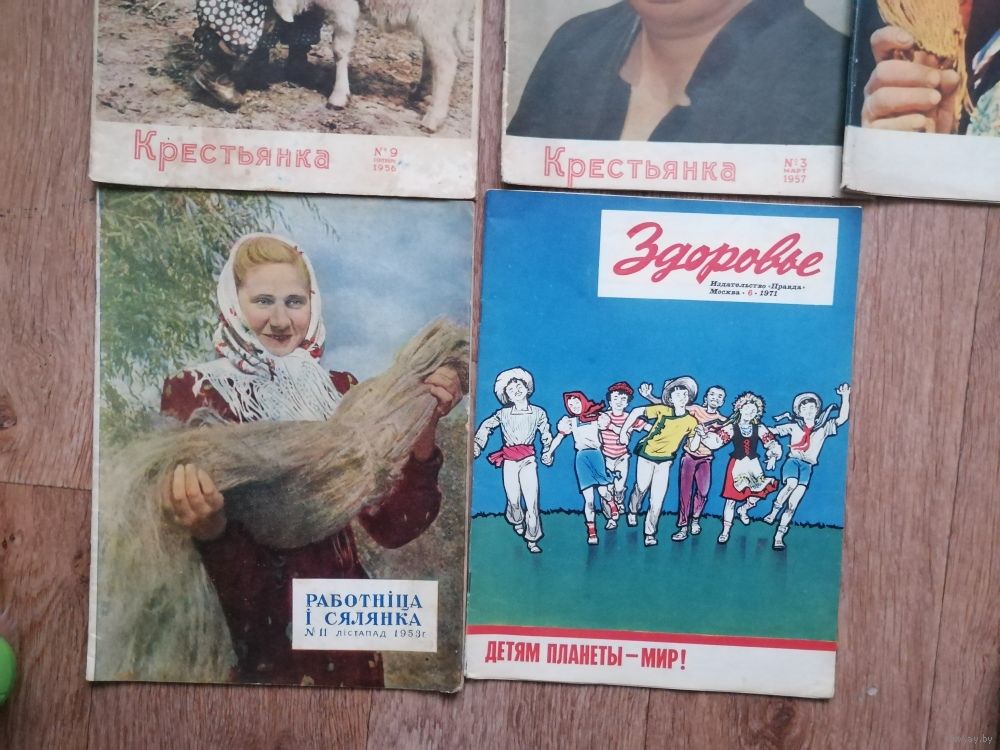 Крестьянка
№ 9
1956
Крестьянка
№ 3
МАРТ
1957
Здоровье
Издательство «Правда»
Москва · 6 · 1971
РАБОТНІЦА
І СЯЛЯНКА
№ 11 ЛІСТАПАД 1953г.
ДЕТЯМ ПЛАНЕТЫ — МИР!